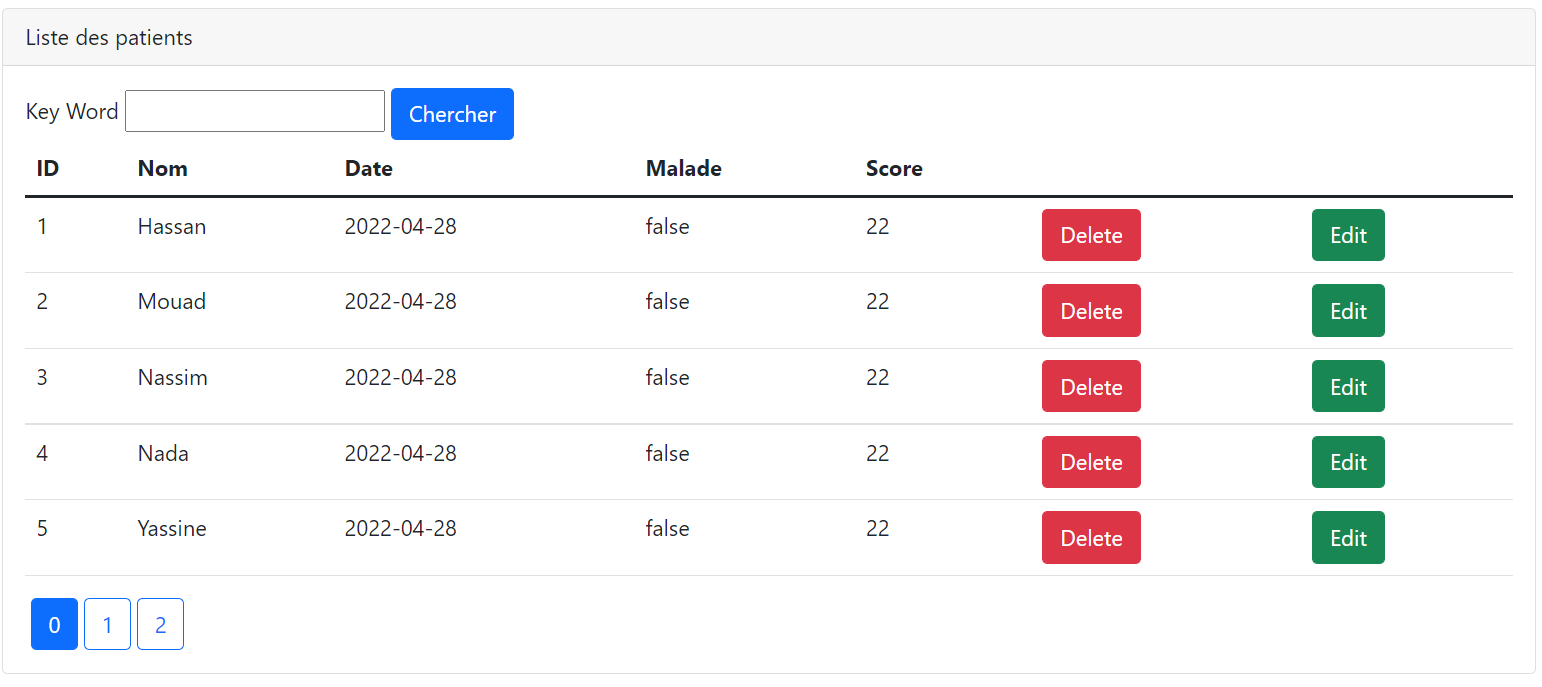 Liste des patients
Key Word Chercher
ID Nom Date Malade Score
1 Hassan 2022-04-28 false 22 Delete Edit
2 Mouad 2022-04-28 false 22 Delete Edit
3 Nassim 2022-04-28 false 22 Delete Edit
4 Nada 2022-04-28 false 22 Delete Edit
5 Yassine 2022-04-28 false 22 Delete Edit
0 1 2